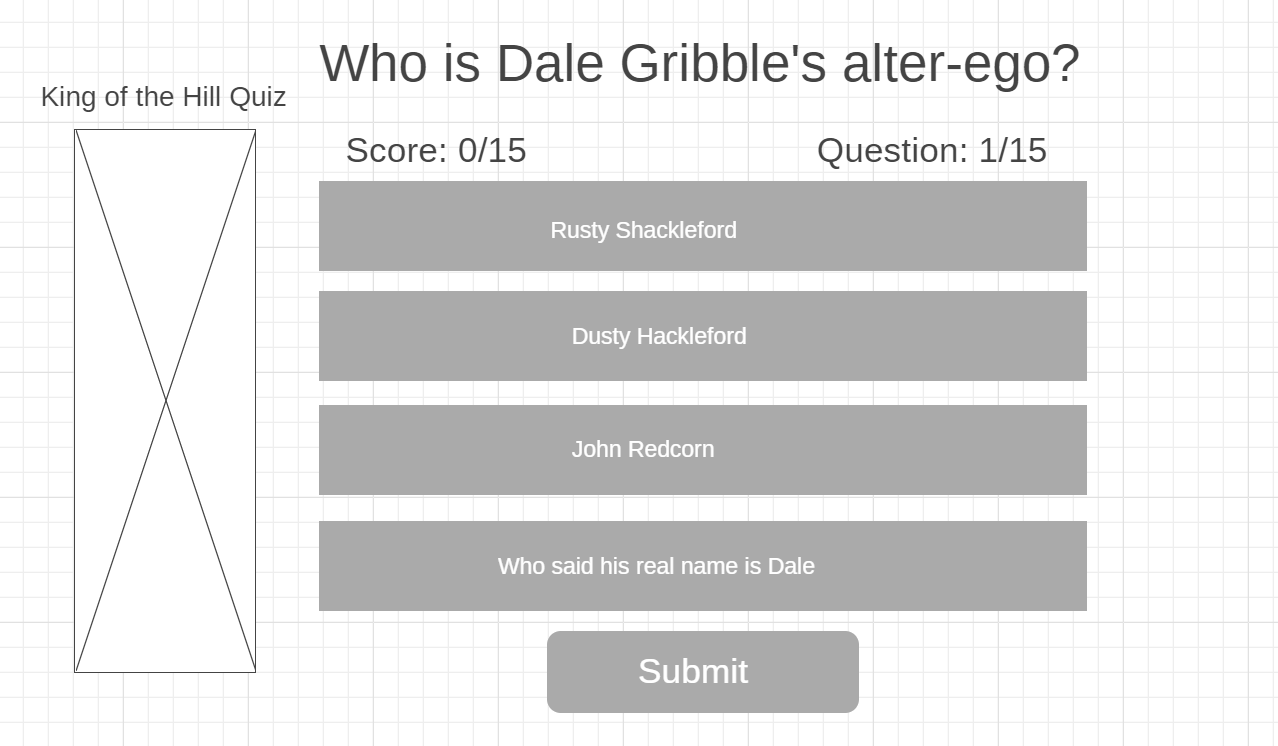 Who is Dale Gribble's alter-ego?
King of the Hill Quiz
Score: 0/15
Question: 1/15
Rusty Shackleford
Dusty Hackleford
John Redcorn
Who said his real name is Dale
Submit